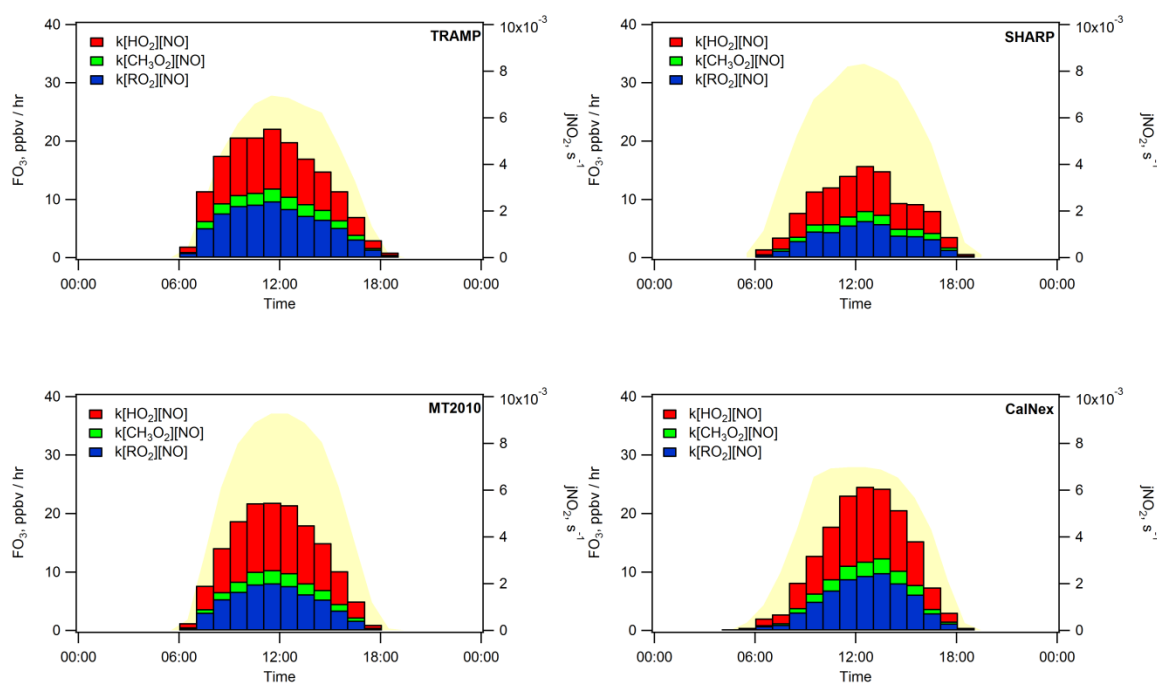 TRAMP
k[HO₂][NO]
k[CH₃O₂][NO]
k[RO₂][NO]
FO₃, ppbv / hr
40
30
20
10
0
10x10⁻³
8
6
4
2
0
jNO₂, s⁻¹
00:00 06:00 12:00 18:00 00:00
Time
SHARP
k[HO₂][NO]
k[CH₃O₂][NO]
k[RO₂][NO]
FO₃, ppbv / hr
40
30
20
10
0
10x10⁻³
8
6
4
2
0
jNO₂, s⁻¹
00:00 06:00 12:00 18:00 00:00
Time
MT2010
k[HO₂][NO]
k[CH₃O₂][NO]
k[RO₂][NO]
FO₃, ppbv / hr
40
30
20
10
0
10x10⁻³
8
6
4
2
0
jNO₂, s⁻¹
00:00 06:00 12:00 18:00 00:00
Time
CalNex
k[HO₂][NO]
k[CH₃O₂][NO]
k[RO₂][NO]
FO₃, ppbv / hr
40
30
20
10
0
10x10⁻³
8
6
4
2
0
jNO₂, s⁻¹
00:00 06:00 12:00 18:00 00:00
Time